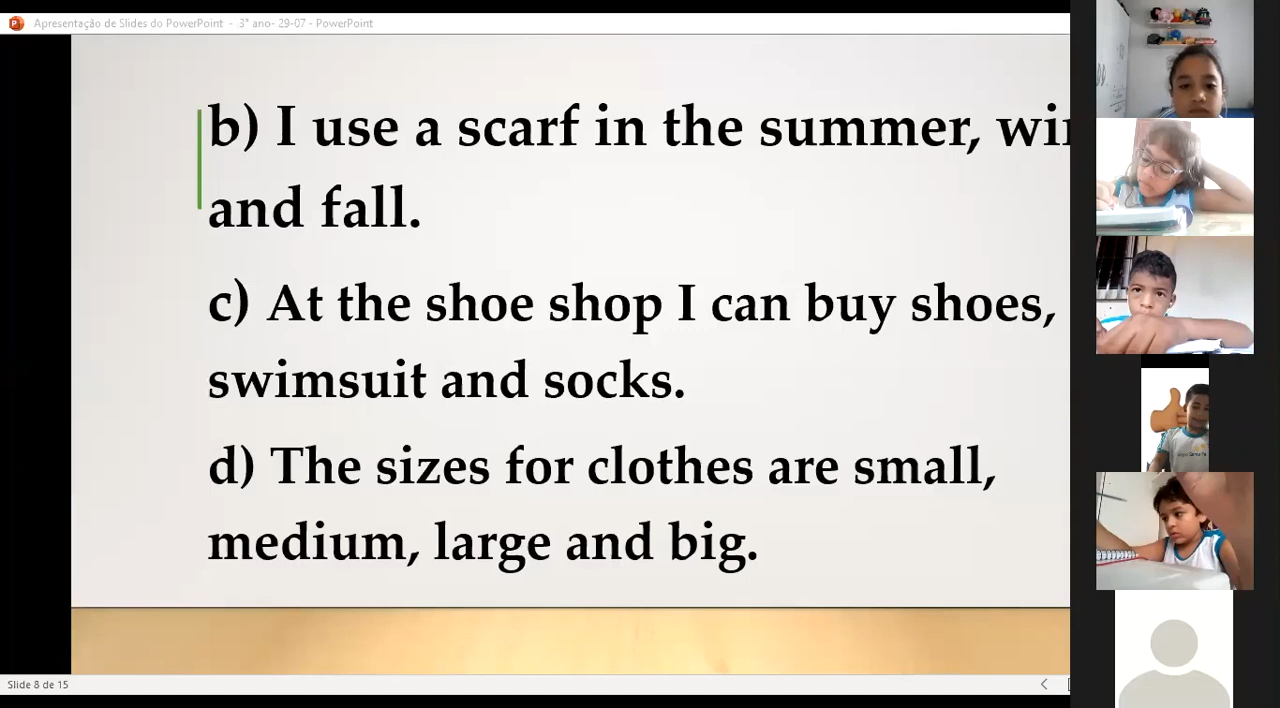 Apresentação de Slides do PowerPoint - 3° ano- 29-07 - PowerPoint
b) I use a scarf in the summer,
and fall.
c) At the shoe shop I can buy shoes,
swimsuit and socks.
d) The sizes for clothes are small,
medium, large and big.
Slide 8 de 15